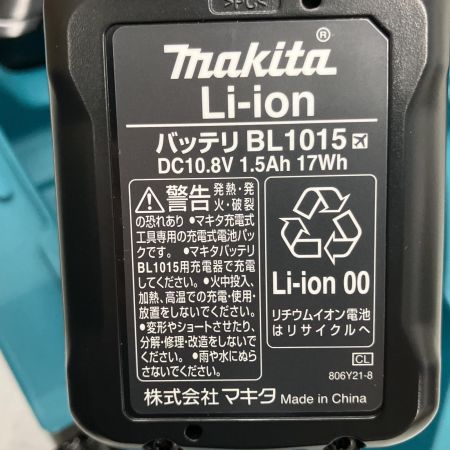 PC
makita®
Li-ion
バッテリ BL1015
DC10.8V 1.5Ah 17Wh
⚠警告 発熱・発
火・破裂
の恐れあり ・マキタ充電式
工具専用の充電式電池パッ
クです。・マキタバッテリ
BL1015用充電器で充電
してください。・火中投入、
加熱、高温での充電・使用・
放置をしないでください。
・変形やショートさせたり、
分解・修理・改造をしないで
ください。・雨や水にぬら
さないでください。
Li-ion 00
リチウムイオン電池
はリサイクルへ
CL
806Y21-8
株式会社 マキタ Made in China